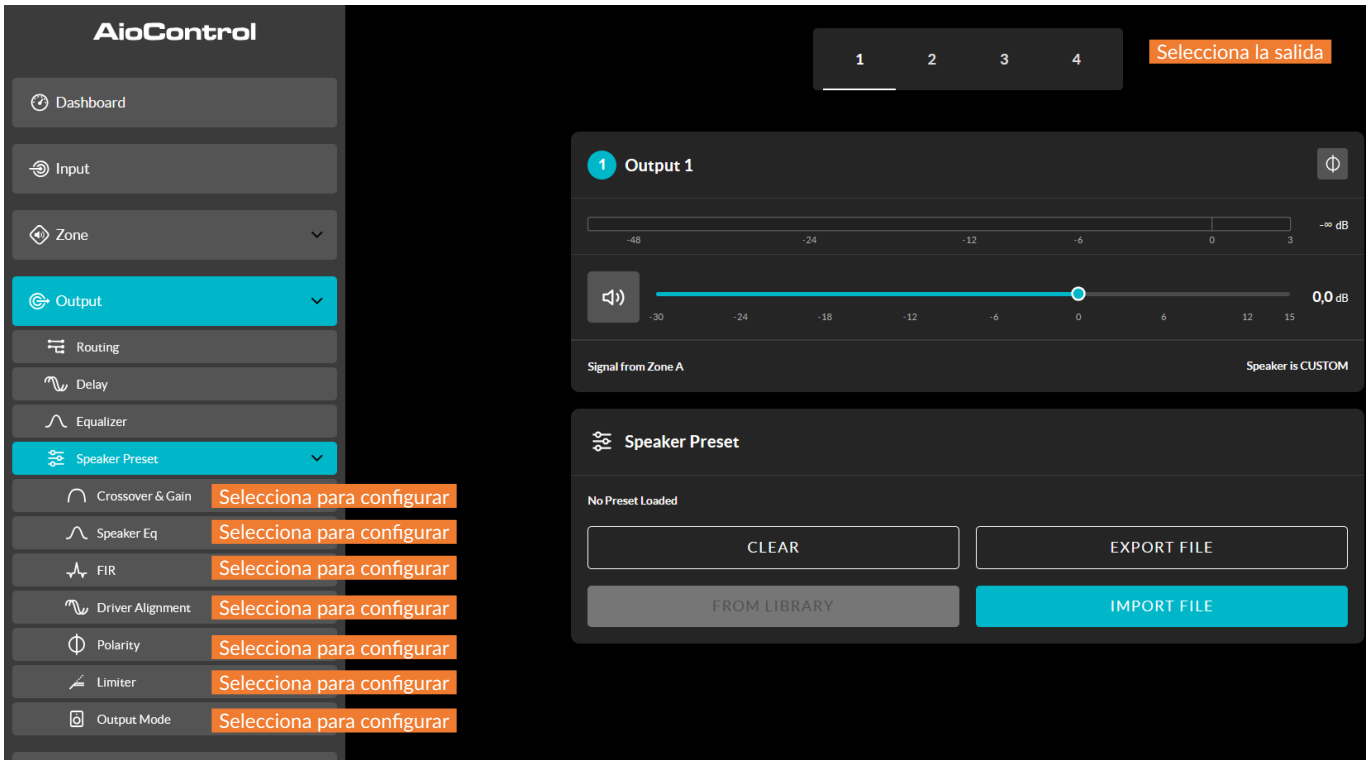 AioControl
Dashboard
Input
Zone
Output
Routing
Delay
Equalizer
Speaker Preset
Crossover & Gain Selecciona para configurar
Speaker Eq Selecciona para configurar
FIR Selecciona para configurar
Driver Alignment Selecciona para configurar
Polarity Selecciona para configurar
Limiter Selecciona para configurar
Output Mode Selecciona para configurar
1 2 3 4 Selecciona la salida
1 Output 1
-∞ dB
-48 -24 -12 -6 0 3
0,0 dB
-30 -24 -18 -12 -6 0 6 12 15
Signal from Zone A Speaker is CUSTOM
Speaker Preset
No Preset Loaded
CLEAR EXPORT FILE
FROM LIBRARY IMPORT FILE